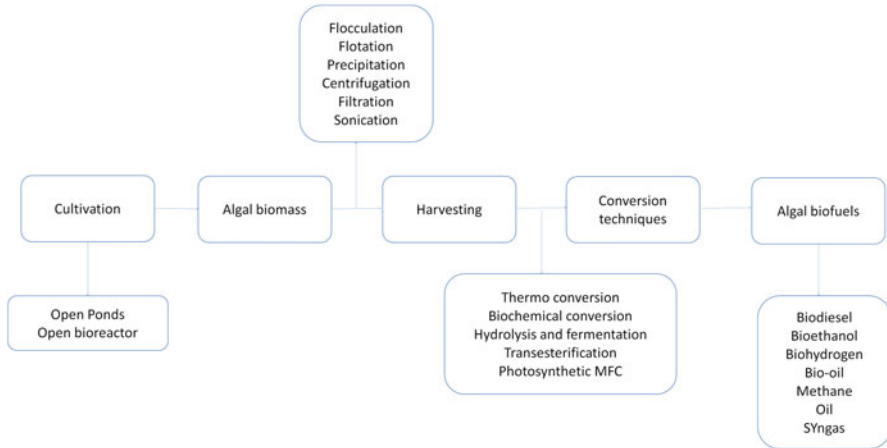 Flocculation
Flotation
Precipitation
Centrifugation
Filtration
Sonication
Cultivation
Algal biomass
Harvesting
Conversion
techniques
Algal biofuels
Open Ponds
Open bioreactor
Thermo conversion
Biochemical conversion
Hydrolysis and fermentation
Transesterification
Photosynthetic MFC
Biodiesel
Bioethanol
Biohydrogen
Bio-oil
Methane
Oil
SYngas